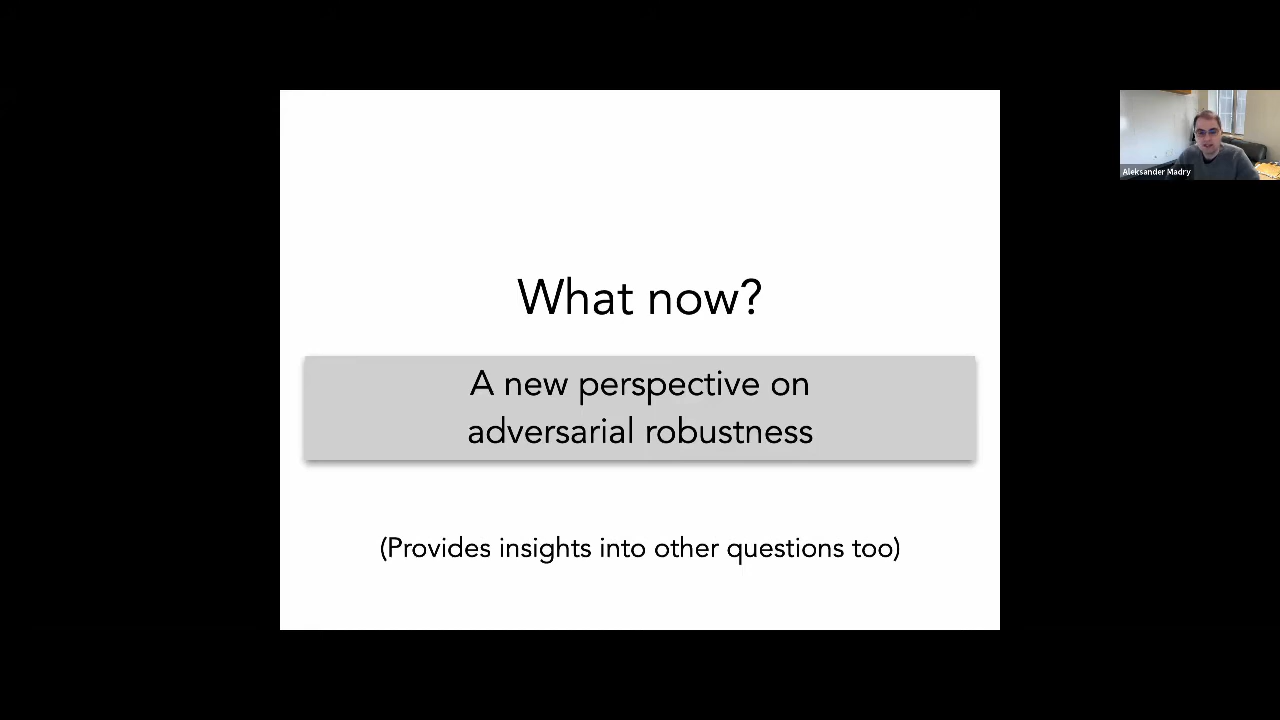 What now?
A new perspective on
adversarial robustness
(Provides insights into other questions too)
Aleksander Madry